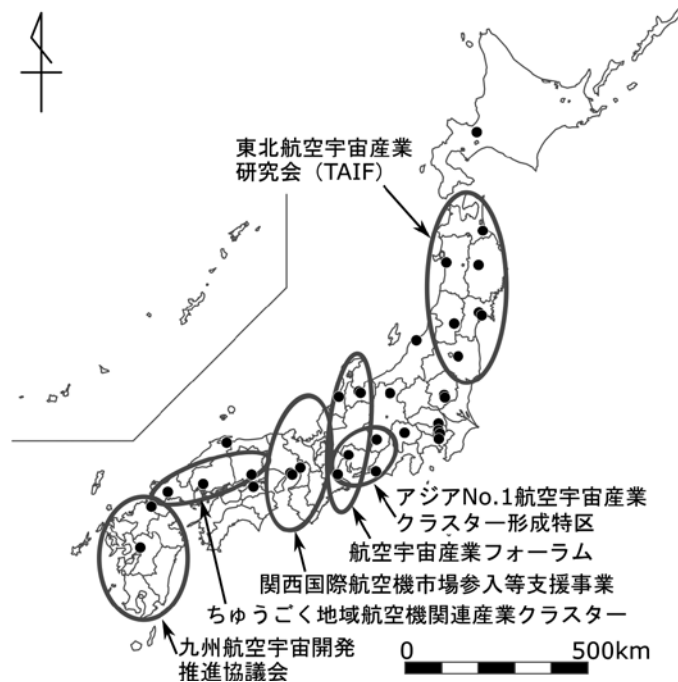 東北航空宇宙産業
研究会（TAIF）
アジアNo.1航空宇宙産業
クラスター形成特区
航空宇宙産業フォーラム
関西国際航空機市場参入等支援事業
ちゅうごく地域航空機関連産業クラスター
九州航空宇宙開発
推進協議会
0 500km